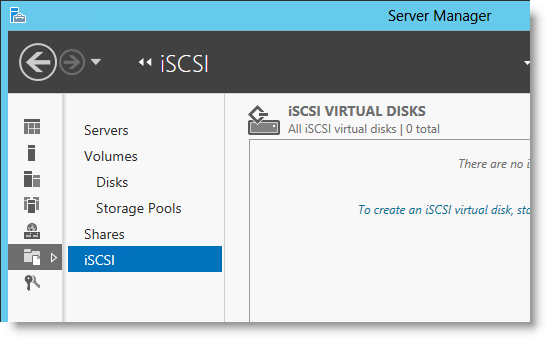 Server Manager
iSCSI
Servers
Volumes
Disks
Storage Pools
Shares
iSCSI
iSCSI VIRTUAL DISKS
All iSCSI virtual disks | 0 total
There are no i
To create an iSCSI virtual disk, sta